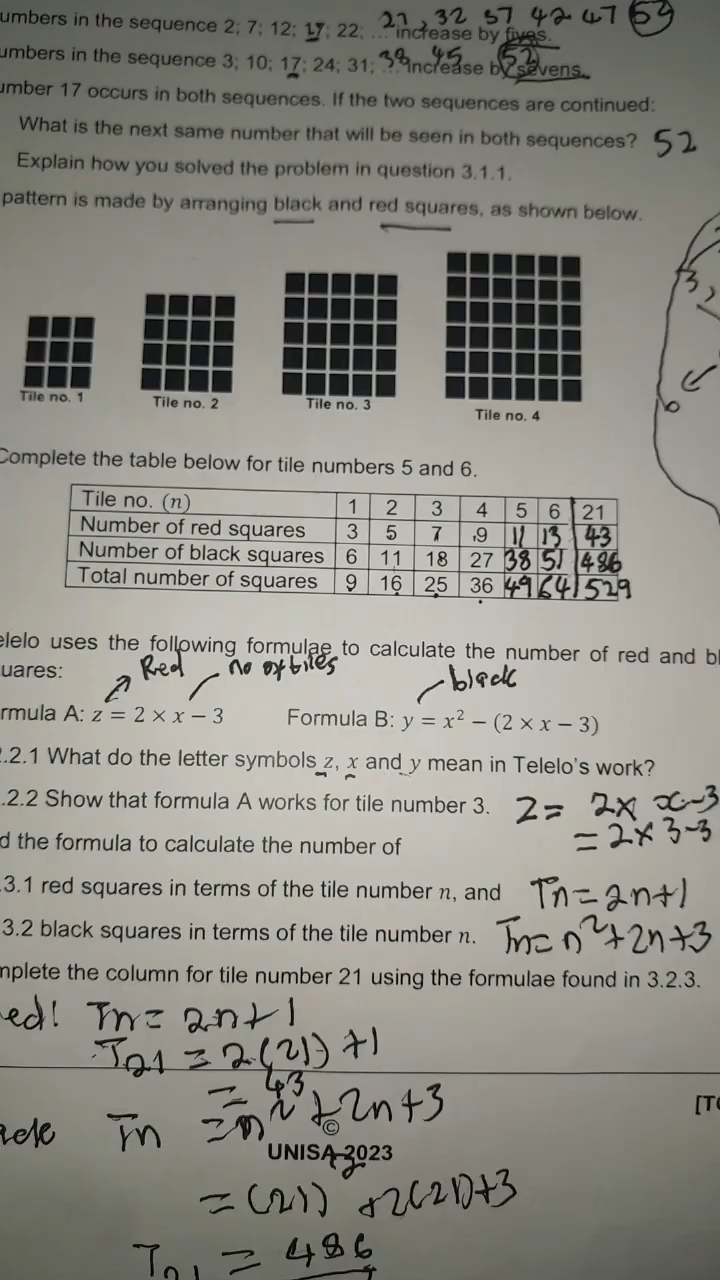 umbers in the sequence 2; 7; 12; 17; 22; ... increase by fives. 27, 32 37 42 47 52
umbers in the sequence 3; 10; 17; 24; 31; ... increase by sevens. 38 45 52
umber 17 occurs in both sequences. If the two sequences are continued:
What is the next same number that will be seen in both sequences? 52
Explain how you solved the problem in question 3.1.1.
pattern is made by arranging black and red squares, as shown below.
3,
Tile no. 1 Tile no. 2 Tile no. 3 Tile no. 4
Complete the table below for tile numbers 5 and 6.
Tile no. (n) 1 2 3 4 5 6 21
Number of red squares 3 5 7 9 11 13 43
Number of black squares 6 11 18 27 38 51 486
Total number of squares 9 16 25 36 49 64 529
elelo uses the following formulae to calculate the number of red and bl
uares: Red no of tiles black
rmula A: z = 2 × x − 3 Formula B: y = x² − (2 × x − 3)
.2.1 What do the letter symbols z, x and y mean in Telelo's work?
.2.2 Show that formula A works for tile number 3. Z = 2x x-3
= 2x3-3
d the formula to calculate the number of
.3.1 red squares in terms of the tile number n, and Tn=2n+1
3.2 black squares in terms of the tile number n. Tn= n²+2n+3
mplete the column for tile number 21 using the formulae found in 3.2.3.
ed! Tn = 2n+1
T21 = 2(21)+1
= 43
Tn = n²+2n+3
[TO
©
UNISA 2023
= (21)² +2(21)+3
T21 = 486